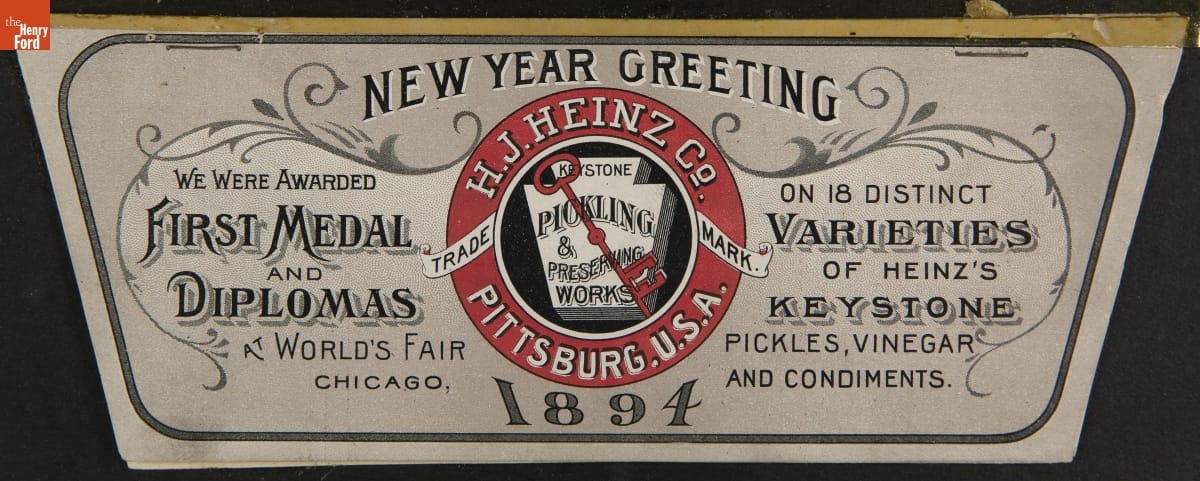 the
Henry
Ford
NEW YEAR GREETING
WE WERE AWARDED
FIRST MEDAL
AND
DIPLOMAS
AT WORLD'S FAIR
CHICAGO,
H.J. HEINZ Co.
KEYSTONE
PICKLING
&
PRESERVING
WORKS
TRADE MARK.
PITTSBURG, U.S.A.
1894
ON 18 DISTINCT
VARIETIES
OF HEINZ'S
KEYSTONE
PICKLES, VINEGAR
AND CONDIMENTS.